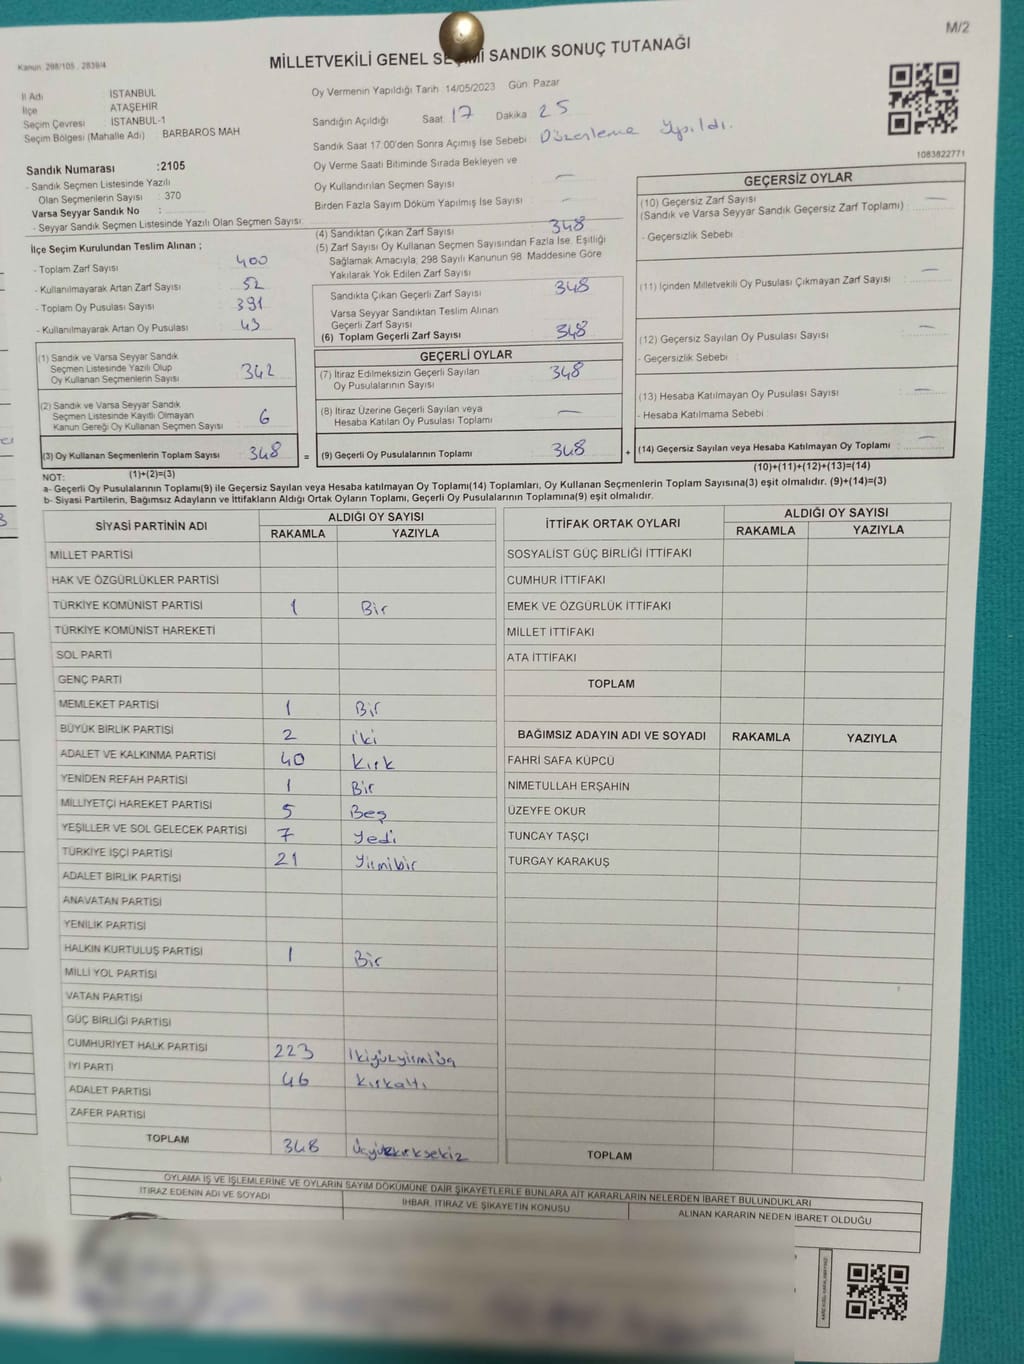 M/2
MİLLETVEKİLİ GENEL SEÇİMİ SANDIK SONUÇ TUTANAĞI
Kanun: 298/105 , 2839/4
İl Adı : İSTANBUL
İlçe : ATAŞEHİR
Seçim Çevresi : İSTANBUL-1
Seçim Bölgesi (Mahalle Adı) : BARBAROS MAH
Oy Vermenin Yapıldığı Tarih 14/05/2023 Gün: Pazar
Sandığın Açıldığı Saat: 17 Dakika 25
Sandık Saat 17.00'den Sonra Açımış İse Sebebi Düzenleme Yapıldı.
1083822771
Sandık Numarası :2105
- Sandık Seçmen Listesinde Yazılı
Olan Seçmenlerin Sayısı : 370
Varsa Seyyar Sandık No :
- Seyyar Sandık Seçmen Listesinde Yazılı Olan Seçmen Sayısı:
Oy Verme Saati Bitiminde Sırada Bekleyen ve
Oy Kullandırılan Seçmen Sayısı —
Birden Fazla Sayım Döküm Yapılmış İse Sayısı —
İlçe Seçim Kurulundan Teslim Alınan ;
- Toplam Zarf Sayısı 400
- Kullanılmayarak Artan Zarf Sayısı 52
- Toplam Oy Pusulası Sayısı 391
- Kullanılmayarak Artan Oy Pusulası 43
(4) Sandıktan Çıkan Zarf Sayısı 348
(5) Zarf Sayısı Oy Kullanan Seçmen Sayısından Fazla İse, Eşitliği
Sağlamak Amacıyla; 298 Sayılı Kanunun 98 Maddesine Göre
Yakılarak Yok Edilen Zarf Sayısı
Sandıkta Çıkan Geçerli Zarf Sayısı 348
Varsa Seyyar Sandıktan Teslim Alınan
Geçerli Zarf Sayısı
(6) Toplam Geçerli Zarf Sayısı 348
GEÇERSİZ OYLAR
(10) Geçersiz Zarf Sayısı —
(Sandık ve Varsa Seyyar Sandık Geçersiz Zarf Toplamı) :
- Geçersizlik Sebebi
(11) İçinden Milletvekili Oy Pusulası Çıkmayan Zarf Sayısı —
(12) Geçersiz Sayılan Oy Pusulası Sayısı —
- Geçersizlik Sebebi :
(13) Hesaba Katılmayan Oy Pusulası Sayısı —
- Hesaba Katılmama Sebebi :
(14) Geçersiz Sayılan veya Hesaba Katılmayan Oy Toplamı : —
(10)+(11)+(12)+(13)=(14)
(1) Sandık ve Varsa Seyyar Sandık
Seçmen Listesinde Yazılı Olup
Oy Kullanan Seçmenlerin Sayısı 342
(2) Sandık ve Varsa Seyyar Sandık
Seçmen Listesinde Kayıtlı Olmayan
Kanun Gereği Oy Kullanan Seçmen Sayısı 6
(3) Oy Kullanan Seçmenlerin Toplam Sayısı 348 =
(1)+(2)=(3)
GEÇERLİ OYLAR
(7) İtiraz Edilmeksizin Geçerli Sayılan
Oy Pusulalarının Sayısı 348
(8) İtiraz Üzerine Geçerli Sayılan veya
Hesaba Katılan Oy Pusulası Toplamı —
(9) Geçerli Oy Pusulalarının Toplamı 348 +
NOT:
a- Geçerli Oy Pusulalarının Toplamı(9) ile Geçersiz Sayılan veya Hesaba katılmayan Oy Toplamı(14) Toplamları, Oy Kullanan Seçmenlerin Toplam Sayısına(3) eşit olmalıdır. (9)+(14)=(3)
b- Siyasi Partilerin, Bağımsız Adayların ve İttifakların Aldığı Ortak Oyların Toplamı, Geçerli Oy Pusulalarının Toplamına(9) eşit olmalıdır.
SİYASİ PARTİNİN ADI ALDIĞI OY SAYISI
RAKAMLA YAZIYLA
MİLLET PARTİSİ
HAK VE ÖZGÜRLÜKLER PARTİSİ
TÜRKİYE KOMÜNİST PARTİSİ 1 Bir
TÜRKİYE KOMÜNİST HAREKETİ
SOL PARTİ
GENÇ PARTİ
MEMLEKET PARTİSİ 1 Bir
BÜYÜK BİRLİK PARTİSİ 2 İki
ADALET VE KALKINMA PARTİSİ 40 Kırk
YENİDEN REFAH PARTİSİ 1 Bir
MİLLİYETÇİ HAREKET PARTİSİ 5 Beş
YEŞİLLER VE SOL GELECEK PARTİSİ 7 Yedi
TÜRKİYE İŞÇİ PARTİSİ 21 Yirmibir
ADALET BİRLİK PARTİSİ
ANAVATAN PARTİSİ
YENİLİK PARTİSİ
HALKIN KURTULUŞ PARTİSİ 1 Bir
MİLLİ YOL PARTİSİ
VATAN PARTİSİ
GÜÇ BİRLİĞİ PARTİSİ
CUMHURİYET HALK PARTİSİ 223 İkiyüzyirmiüç
İYİ PARTİ 46 Kırkaltı
ADALET PARTİSİ
ZAFER PARTİSİ
TOPLAM 348 Üçyüzkırksekiz
İTTİFAK ORTAK OYLARI ALDIĞI OY SAYISI
RAKAMLA YAZIYLA
SOSYALİST GÜÇ BİRLİĞİ İTTİFAKI
CUMHUR İTTİFAKI
EMEK VE ÖZGÜRLÜK İTTİFAKI
MİLLET İTTİFAKI
ATA İTTİFAKI
TOPLAM
BAĞIMSIZ ADAYIN ADI VE SOYADI RAKAMLA YAZIYLA
FAHRİ SAFA KÜPCÜ
NİMETULLAH ERŞAHİN
ÜZEYFE OKUR
TUNCAY TAŞÇI
TURGAY KARAKUŞ
TOPLAM
OYLAMA İŞ VE İŞLEMLERİNE VE OYLARIN SAYIM DÖKÜMÜNE DAİR ŞİKAYETLERLE BUNLARA AİT KARARLARIN NELERDEN İBARET BULUNDUKLARI
İTİRAZ EDENİN ADI VE SOYADI
İHBAR, İTİRAZ VE ŞİKAYETİN KONUSU
ALINAN KARARIN NEDEN İBARET OLDUĞU